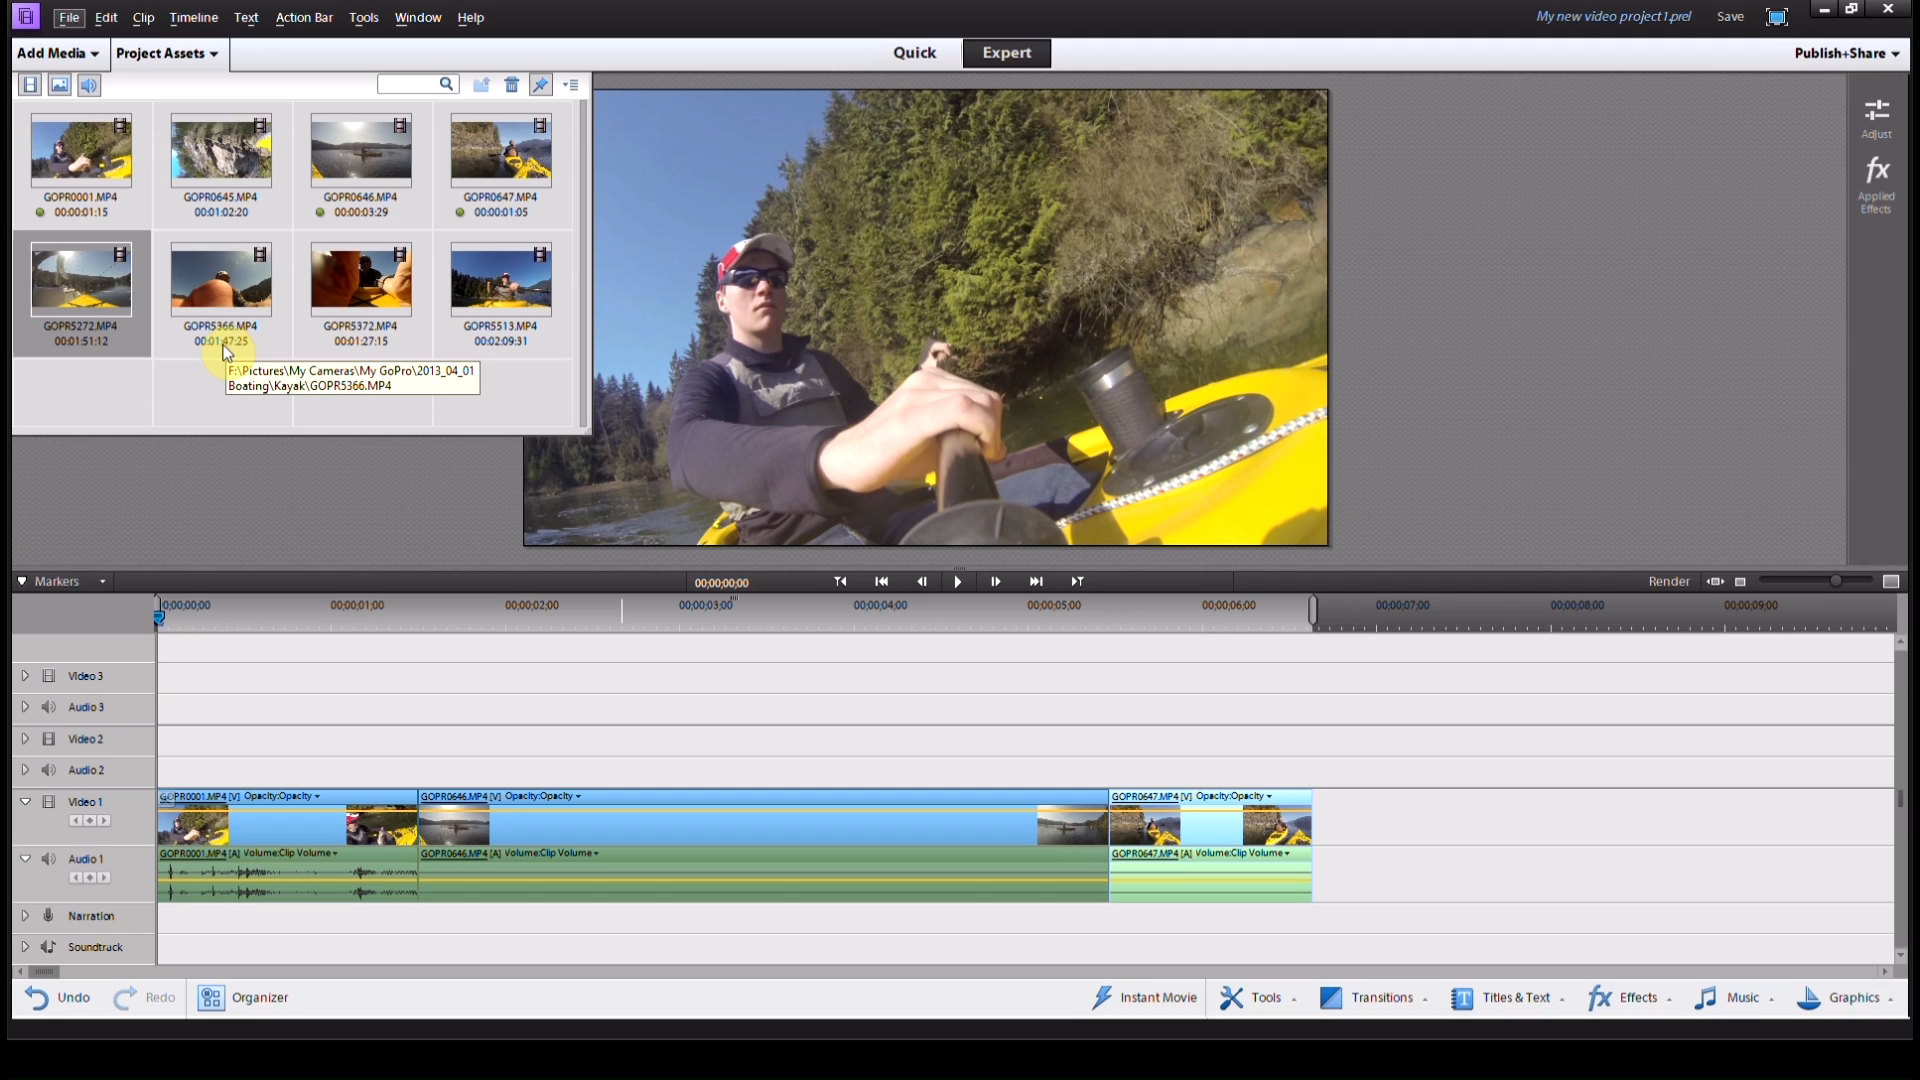 File Edit Clip Timeline Text Action Bar Tools Window Help
My new video project1.prel Save
Add Media Project Assets
Quick Expert
Publish+Share
GOPR0001.MP4 GOPR0645.MP4 GOPR0646.MP4 GOPR0647.MP4
00:00:01:15 00:01:02:20 00:00:03:29 00:00:01:05
GOPR5272.MP4 GOPR5366.MP4 GOPR5372.MP4 GOPR5513.MP4
00:01:51:12 00:01:47:25 00:01:27:15 00:02:09:31
F:\Pictures\My Cameras\My GoPro\2013_04_01
Boating\Kayak\GOPR5366.MP4
Adjust
fx
Applied
Effects
Markers
00;00;00;00
Render
0;00;00;00 00;00;01;00 00;00;02;00 00;00;03;00 00;00;04;00 00;00;05;00 00;00;06;00 00;00;07;00 00;00;08;00 00;00;09;00
Video 3
Audio 3
Video 2
Audio 2
Video 1
GOPR0001.MP4 [V] Opacity:Opacity GOPR0646.MP4 [V] Opacity:Opacity GOPR0647.MP4 [V] Opacity:Opacity
Audio 1
GOPR0001.MP4 [A] Volume:Clip Volume GOPR0646.MP4 [A] Volume:Clip Volume GOPR0647.MP4 [A] Volume:Clip Volume
Narration
Soundtrack
Undo Redo Organizer Instant Movie Tools Transitions T Titles & Text fx Effects Music Graphics